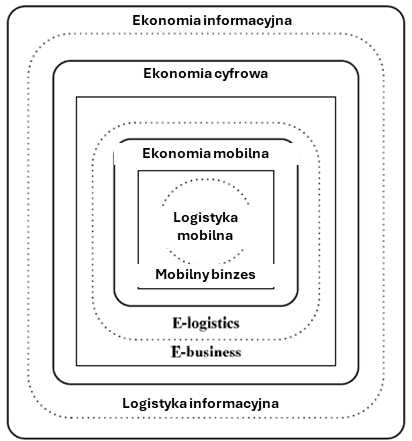 Ekonomia informacyjna
Ekonomia cyfrowa
Ekonomia mobilna
Logistyka
mobilna
Mobilny binzes
E-logistics
E-business
Logistyka informacyjna